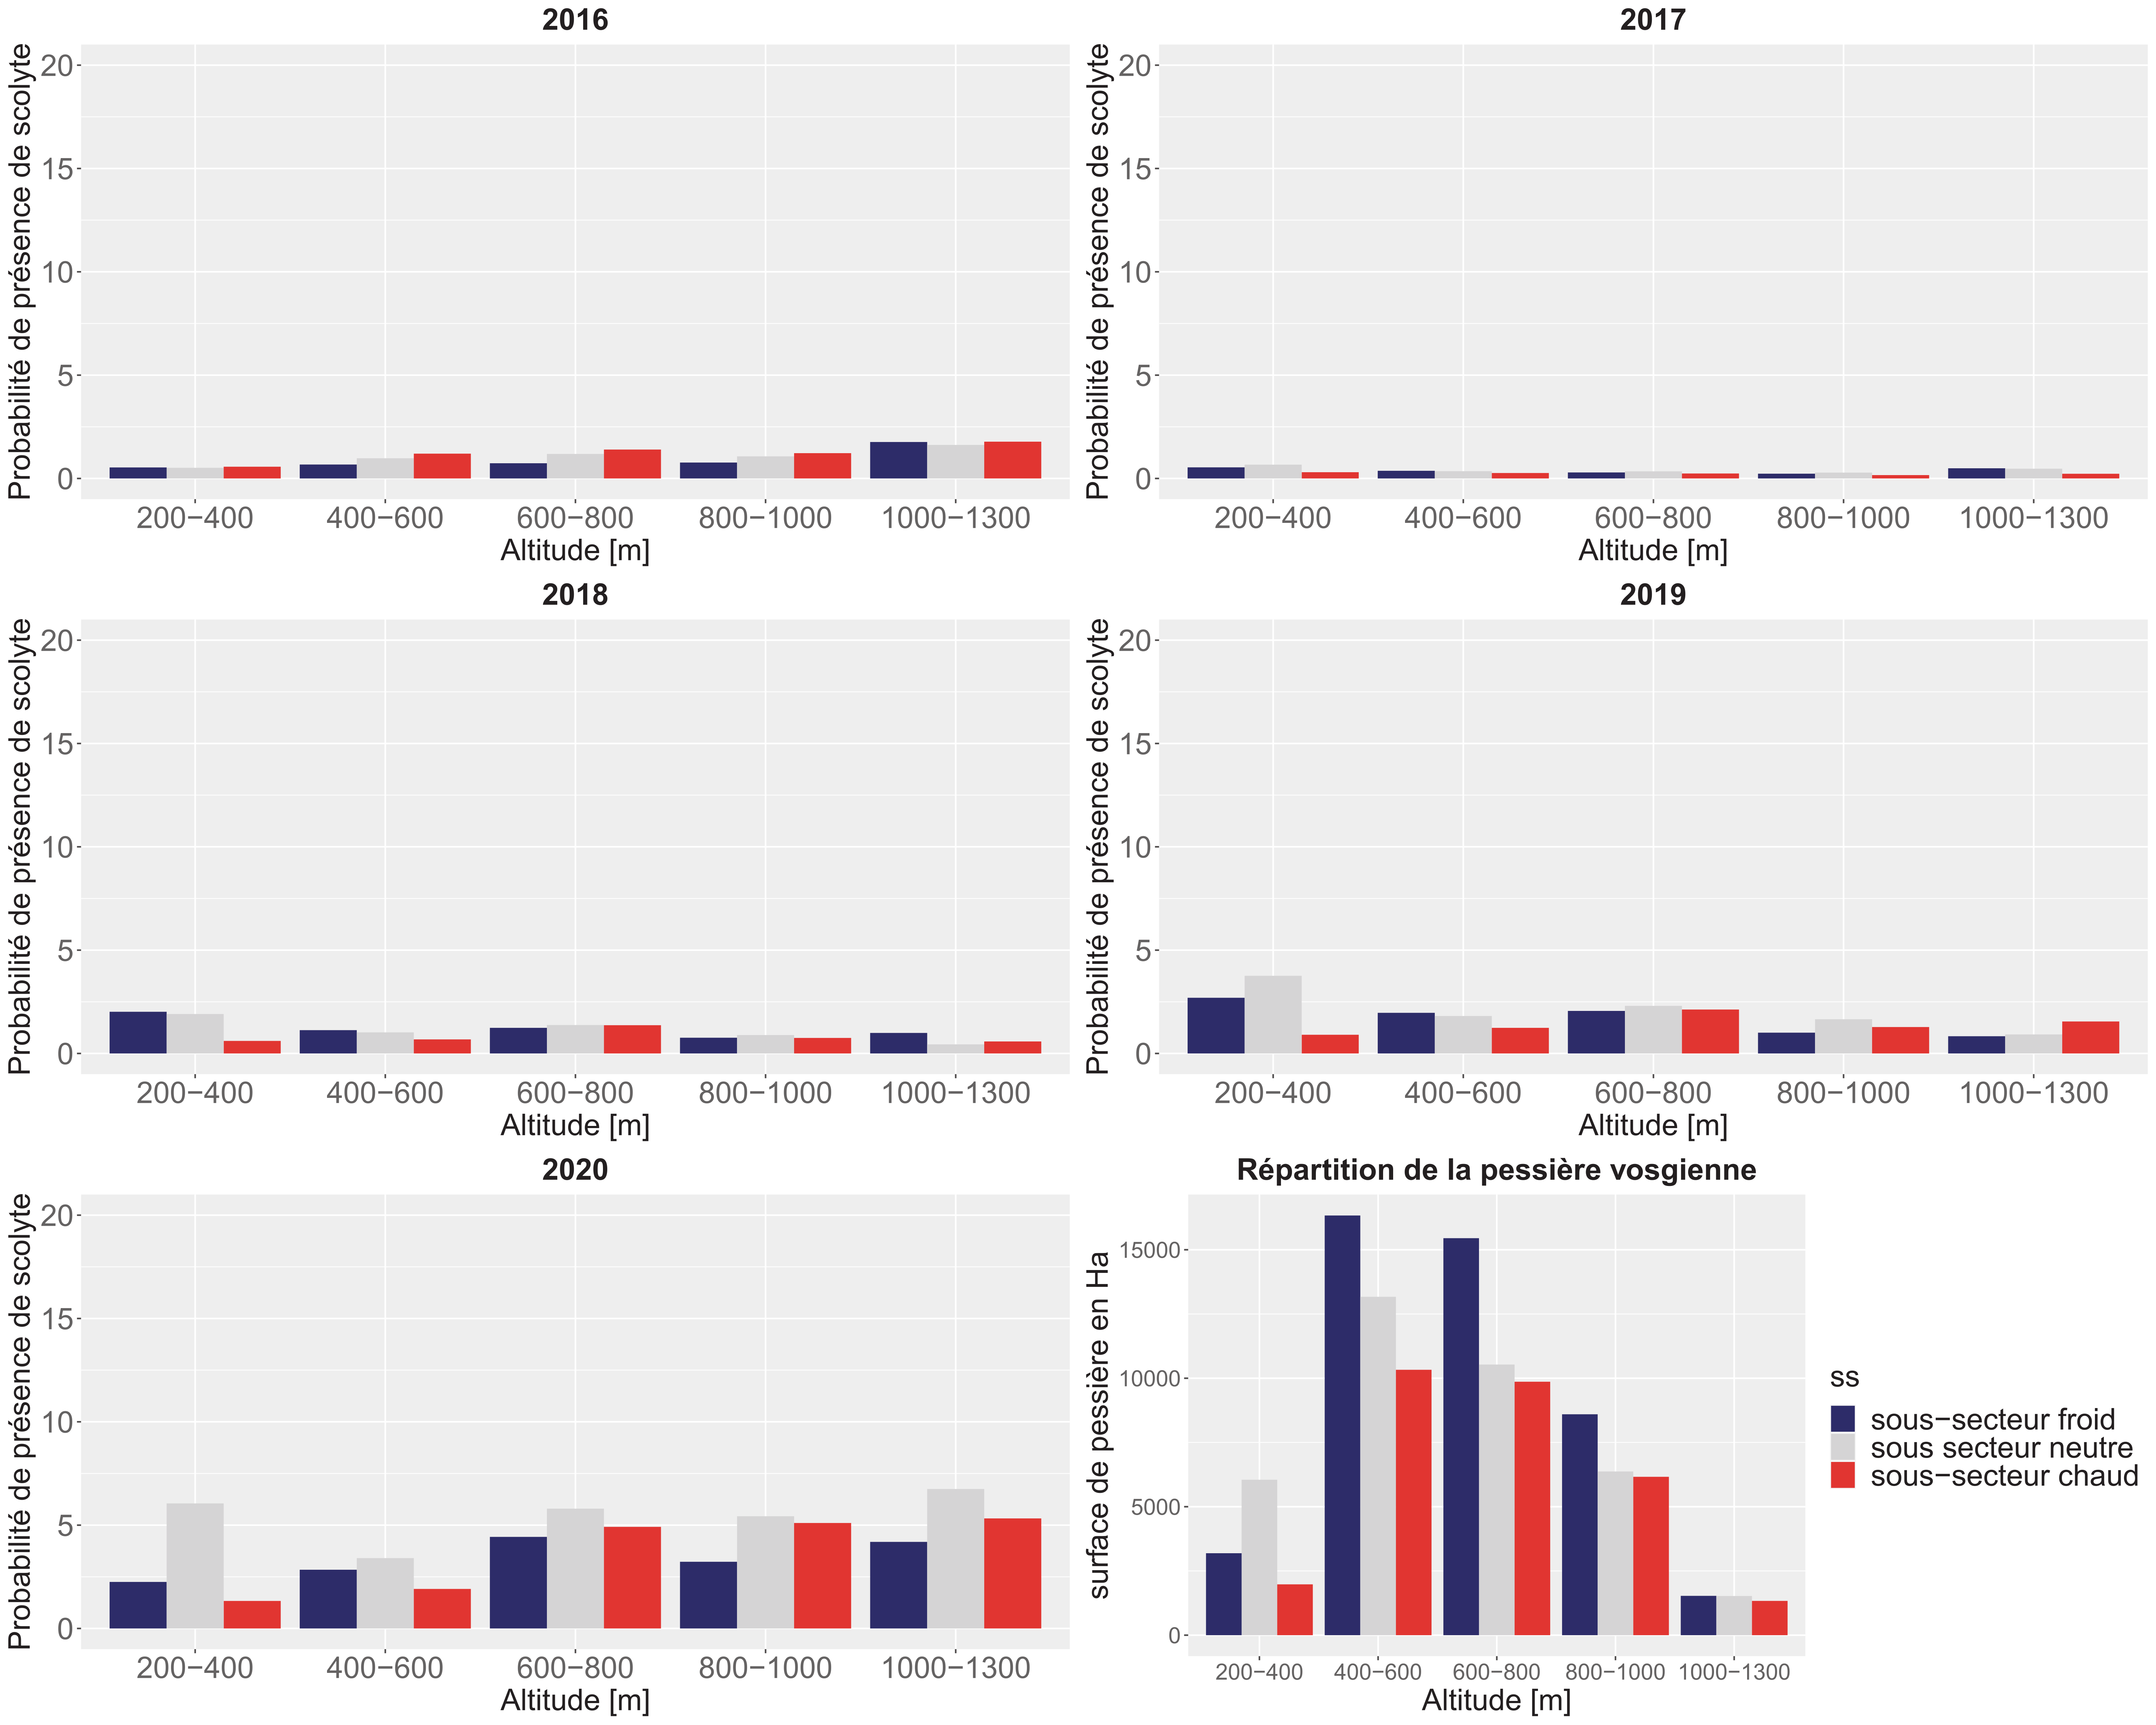 2016
Probabilité de présence de scolyte
20
15
10
5
0
200−400 400−600 600−800 800−1000 1000−1300
Altitude [m]
2017
Probabilité de présence de scolyte
20
15
10
5
0
200−400 400−600 600−800 800−1000 1000−1300
Altitude [m]
2018
Probabilité de présence de scolyte
20
15
10
5
0
200−400 400−600 600−800 800−1000 1000−1300
Altitude [m]
2019
Probabilité de présence de scolyte
20
15
10
5
0
200−400 400−600 600−800 800−1000 1000−1300
Altitude [m]
2020
Probabilité de présence de scolyte
20
15
10
5
0
200−400 400−600 600−800 800−1000 1000−1300
Altitude [m]
Répartition de la pessière vosgienne
surface de pessière en Ha
15000
10000
5000
0
200−400 400−600 600−800 800−1000 1000−1300
Altitude [m]
ss
sous−secteur froid
sous secteur neutre
sous−secteur chaud